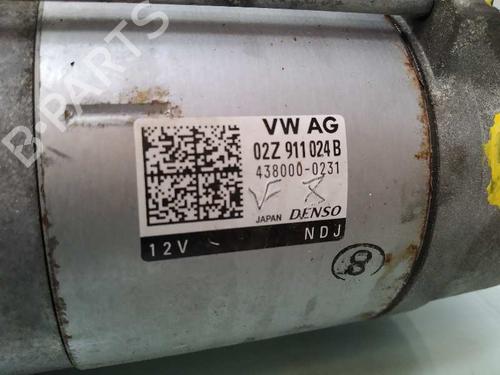 B-PARTS
VW AG
02Z 911 024 B
438000-0231
JAPAN DENSO
12V NDJ
8